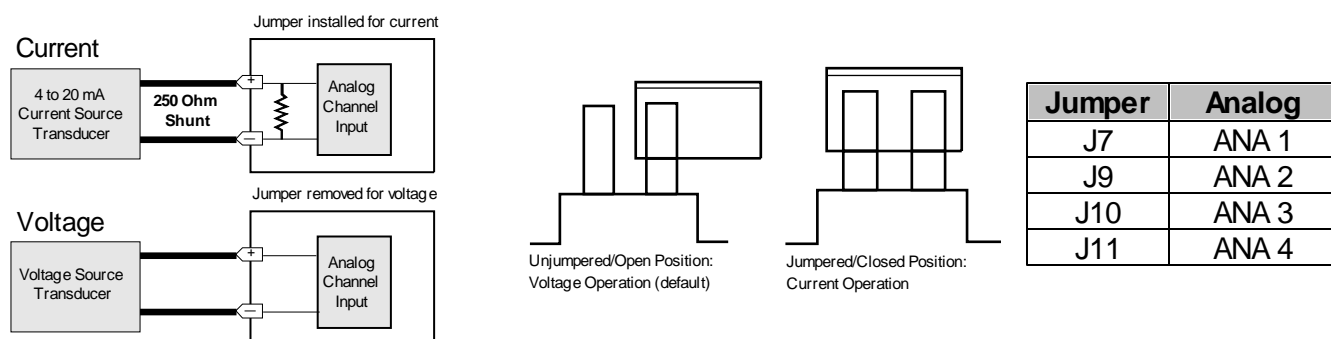 Jumper installed for current
Current
4 to 20 mA
Current Source
Transducer
250 Ohm
Shunt
+
−
Analog
Channel
Input
Jumper removed for voltage
Voltage
Voltage Source
Transducer
+
−
Analog
Channel
Input
Unjumpered/Open Position:
Voltage Operation (default)
Jumpered/Closed Position:
Current Operation
Jumper Analog
J7 ANA 1
J9 ANA 2
J10 ANA 3
J11 ANA 4